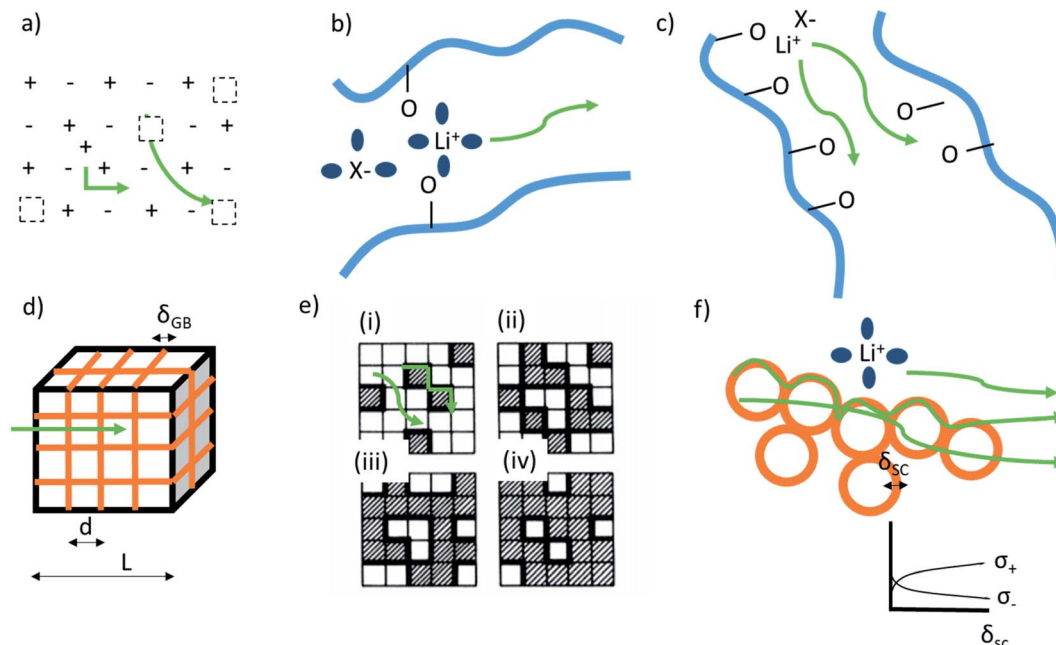 a)
+ - + - +
- + - +
+
+ - + - + -
+ - + -
b)
O
Li⁺
X-
O
c)
X-
O Li⁺
O
O
O
O
O
d)
δGB
d
L
e)
(i) (ii)
(iii) (iv)
f)
Li⁺
δSC
σ+
σ-
δSC